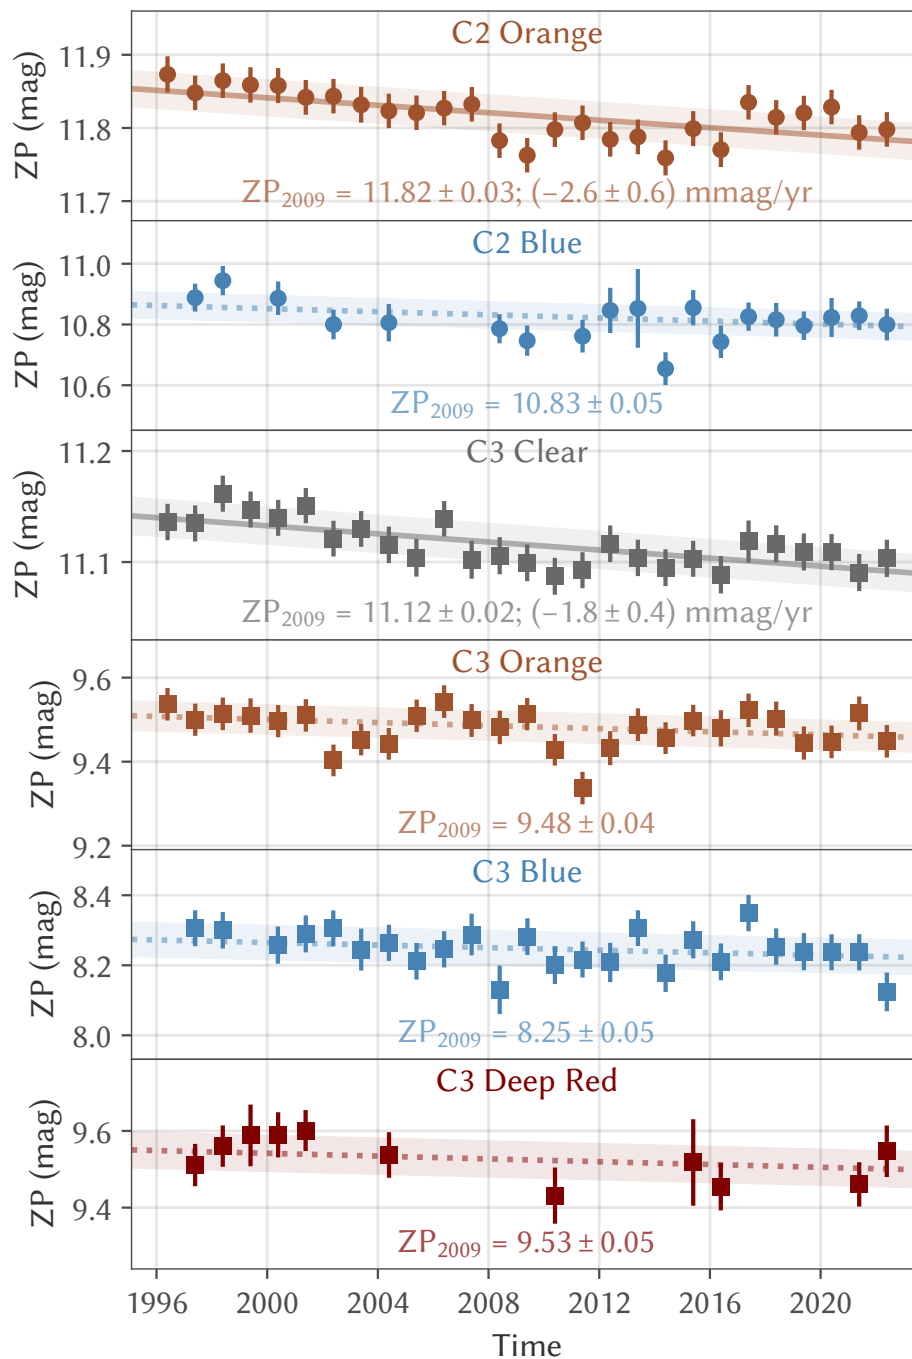 C2 Orange
ZP (mag)
11.9
11.8
11.7
ZP₂₀₀₉ = 11.82 ± 0.03; (−2.6 ± 0.6) mmag/yr
C2 Blue
ZP (mag)
11.0
10.8
10.6
ZP₂₀₀₉ = 10.83 ± 0.05
C3 Clear
ZP (mag)
11.2
11.1
ZP₂₀₀₉ = 11.12 ± 0.02; (−1.8 ± 0.4) mmag/yr
C3 Orange
ZP (mag)
9.6
9.4
9.2
ZP₂₀₀₉ = 9.48 ± 0.04
C3 Blue
ZP (mag)
8.4
8.2
8.0
ZP₂₀₀₉ = 8.25 ± 0.05
C3 Deep Red
ZP (mag)
9.6
9.4
ZP₂₀₀₉ = 9.53 ± 0.05
1996 2000 2004 2008 2012 2016 2020
Time